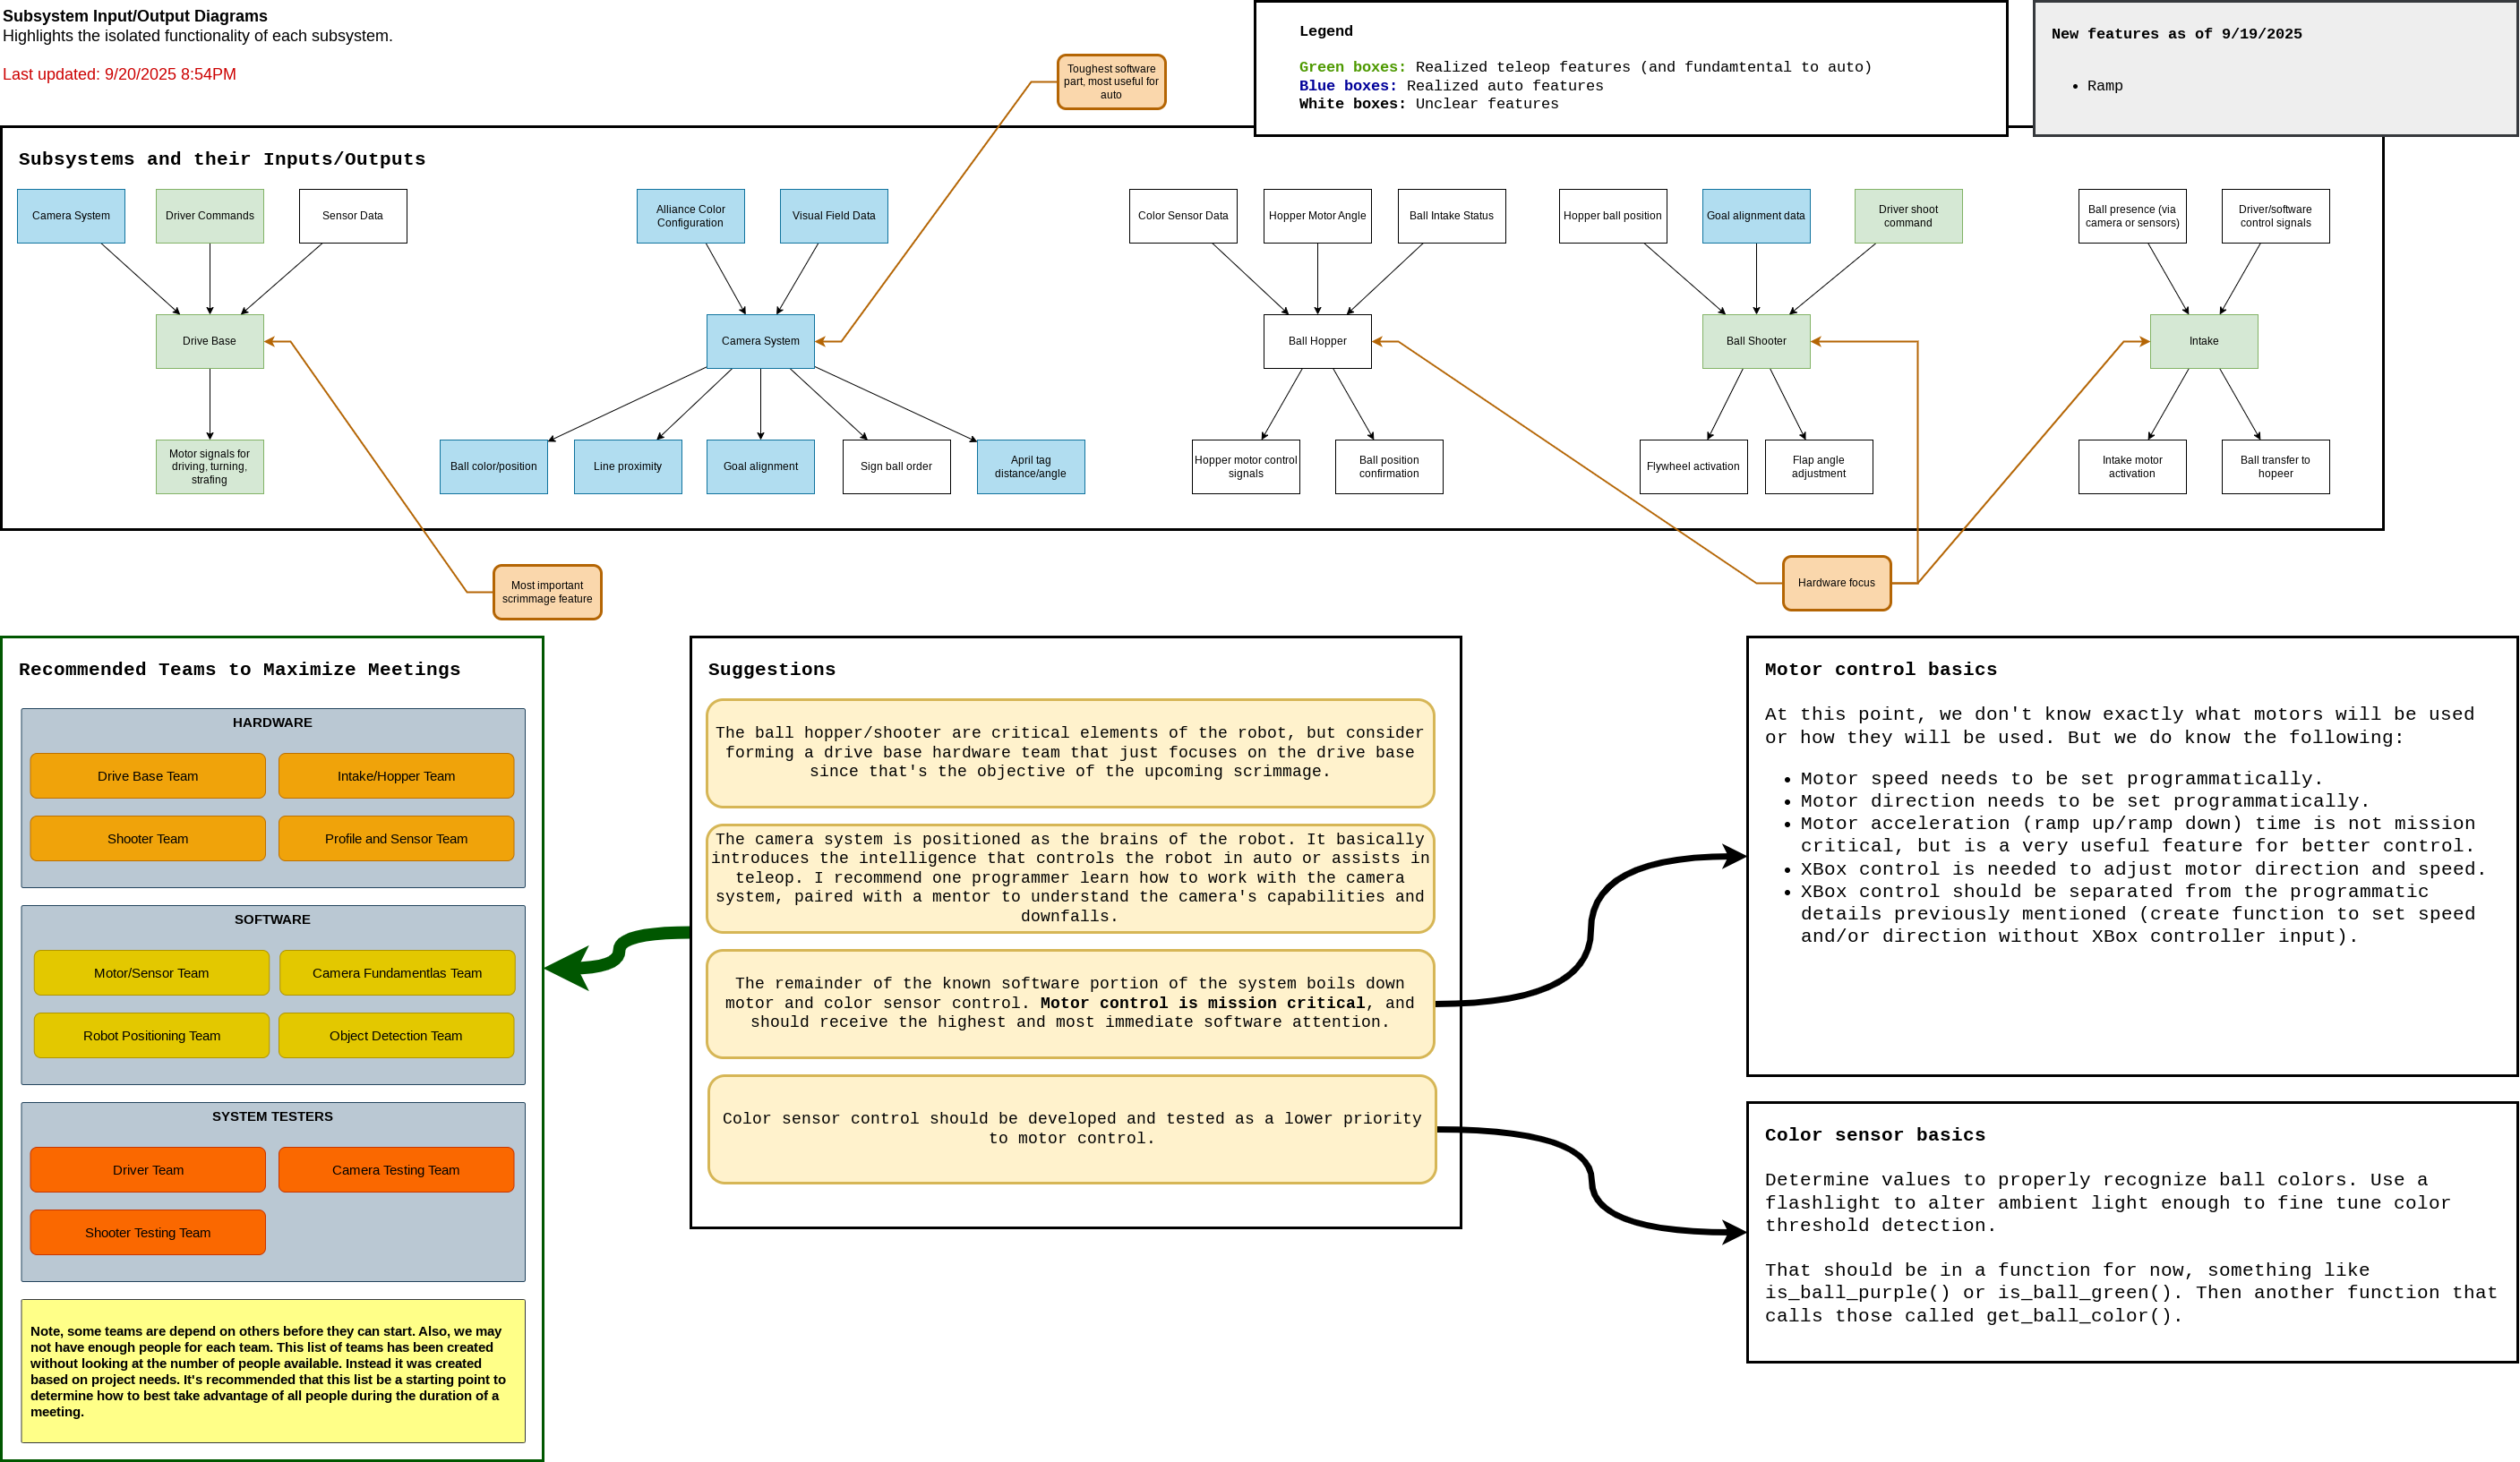 Subsystem Input/Output Diagrams
Highlights the isolated functionality of each subsystem.
Last updated: 9/20/2025 8:54PM
Toughest software
part, most useful for
auto
Legend
Green boxes: Realized teleop features (and fundamtental to auto)
Blue boxes: Realized auto features
White boxes: Unclear features
New features as of 9/19/2025
• Ramp
Subsystems and their Inputs/Outputs
Camera System
Driver Commands
Sensor Data
Drive Base
Motor signals for
driving, turning,
strafing
Alliance Color
Configuration
Visual Field Data
Camera System
Ball color/position
Line proximity
Goal alignment
Sign ball order
April tag
distance/angle
Color Sensor Data
Hopper Motor Angle
Ball Intake Status
Ball Hopper
Hopper motor control
signals
Ball position
confirmation
Hopper ball position
Goal alignment data
Driver shoot
command
Ball Shooter
Flywheel activation
Flap angle
adjustment
Ball presence (via
camera or sensors)
Driver/software
control signals
Intake
Intake motor
activation
Ball transfer to
hopeer
Most important
scrimmage feature
Hardware focus
Recommended Teams to Maximize Meetings
HARDWARE
Drive Base Team
Intake/Hopper Team
Shooter Team
Profile and Sensor Team
SOFTWARE
Motor/Sensor Team
Camera Fundamentlas Team
Robot Positioning Team
Object Detection Team
SYSTEM TESTERS
Driver Team
Camera Testing Team
Shooter Testing Team
Note, some teams are depend on others before they can start. Also, we may
not have enough people for each team. This list of teams has been created
without looking at the number of people available. Instead it was created
based on project needs. It's recommended that this list be a starting point to
determine how to best take advantage of all people during the duration of a
meeting.
Suggestions
The ball hopper/shooter are critical elements of the robot, but consider
forming a drive base hardware team that just focuses on the drive base
since that's the objective of the upcoming scrimmage.
The camera system is positioned as the brains of the robot. It basically
introduces the intelligence that controls the robot in auto or assists in
teleop. I recommend one programmer learn how to work with the camera
system, paired with a mentor to understand the camera's capabilities and
downfalls.
The remainder of the known software portion of the system boils down
motor and color sensor control. Motor control is mission critical, and
should receive the highest and most immediate software attention.
Color sensor control should be developed and tested as a lower priority
to motor control.
Motor control basics
At this point, we don't know exactly what motors will be used
or how they will be used. But we do know the following:
• Motor speed needs to be set programmatically.
• Motor direction needs to be set programmatically.
• Motor acceleration (ramp up/ramp down) time is not mission
critical, but is a very useful feature for better control.
• XBox control is needed to adjust motor direction and speed.
• XBox control should be separated from the programmatic
details previously mentioned (create function to set speed
and/or direction without XBox controller input).
Color sensor basics
Determine values to properly recognize ball colors. Use a
flashlight to alter ambient light enough to fine tune color
threshold detection.
That should be in a function for now, something like
is_ball_purple() or is_ball_green(). Then another function that
calls those called get_ball_color().